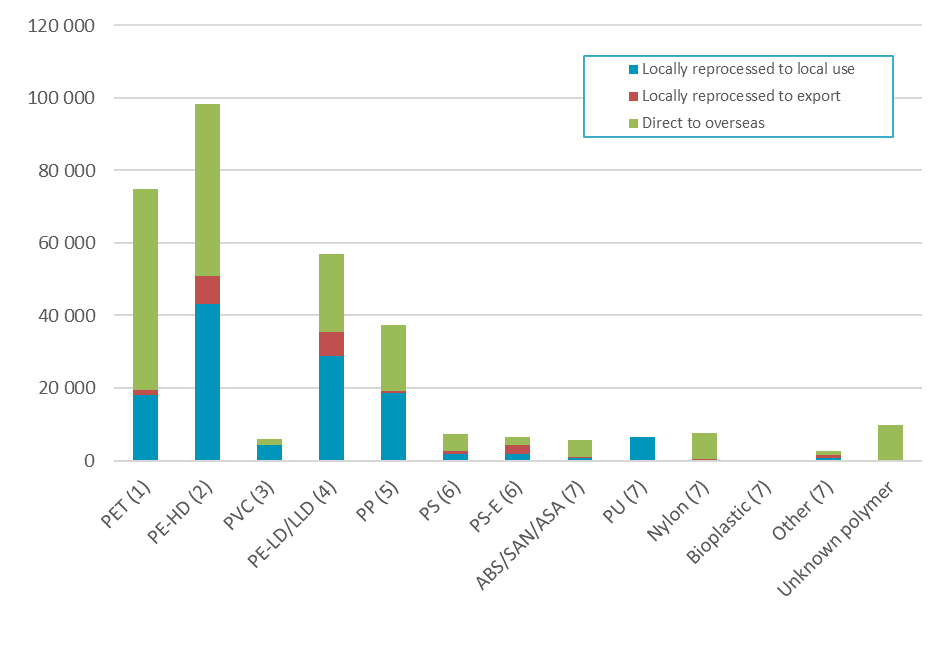 120 000
100 000
80 000
60 000
40 000
20 000
0
Locally reprocessed to local use
Locally reprocessed to export
Direct to overseas
PET (1)
PE-HD (2)
PVC (3)
PE-LD/LLD (4)
PP (5)
PS (6)
PS-E (6)
ABS/SAN/ASA (7)
PU (7)
Nylon (7)
Bioplastic (7)
Other (7)
Unknown polymer